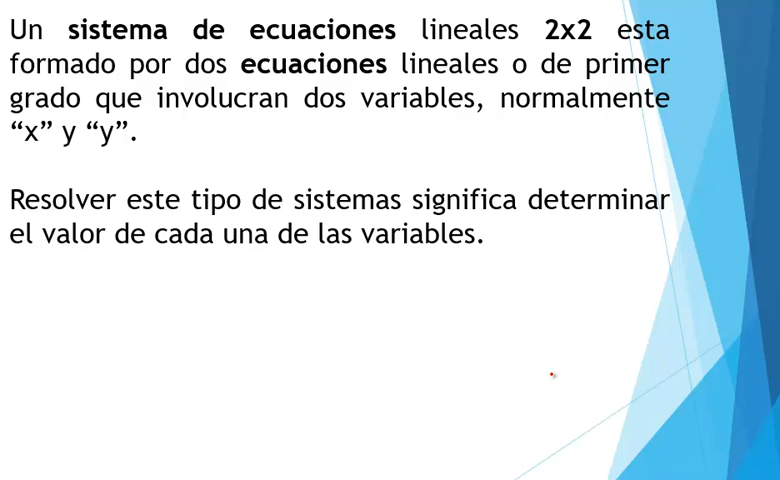 Un sistema de ecuaciones lineales 2x2 esta
formado por dos ecuaciones lineales o de primer
grado que involucran dos variables, normalmente
“x” y “y”.
Resolver este tipo de sistemas significa determinar
el valor de cada una de las variables.